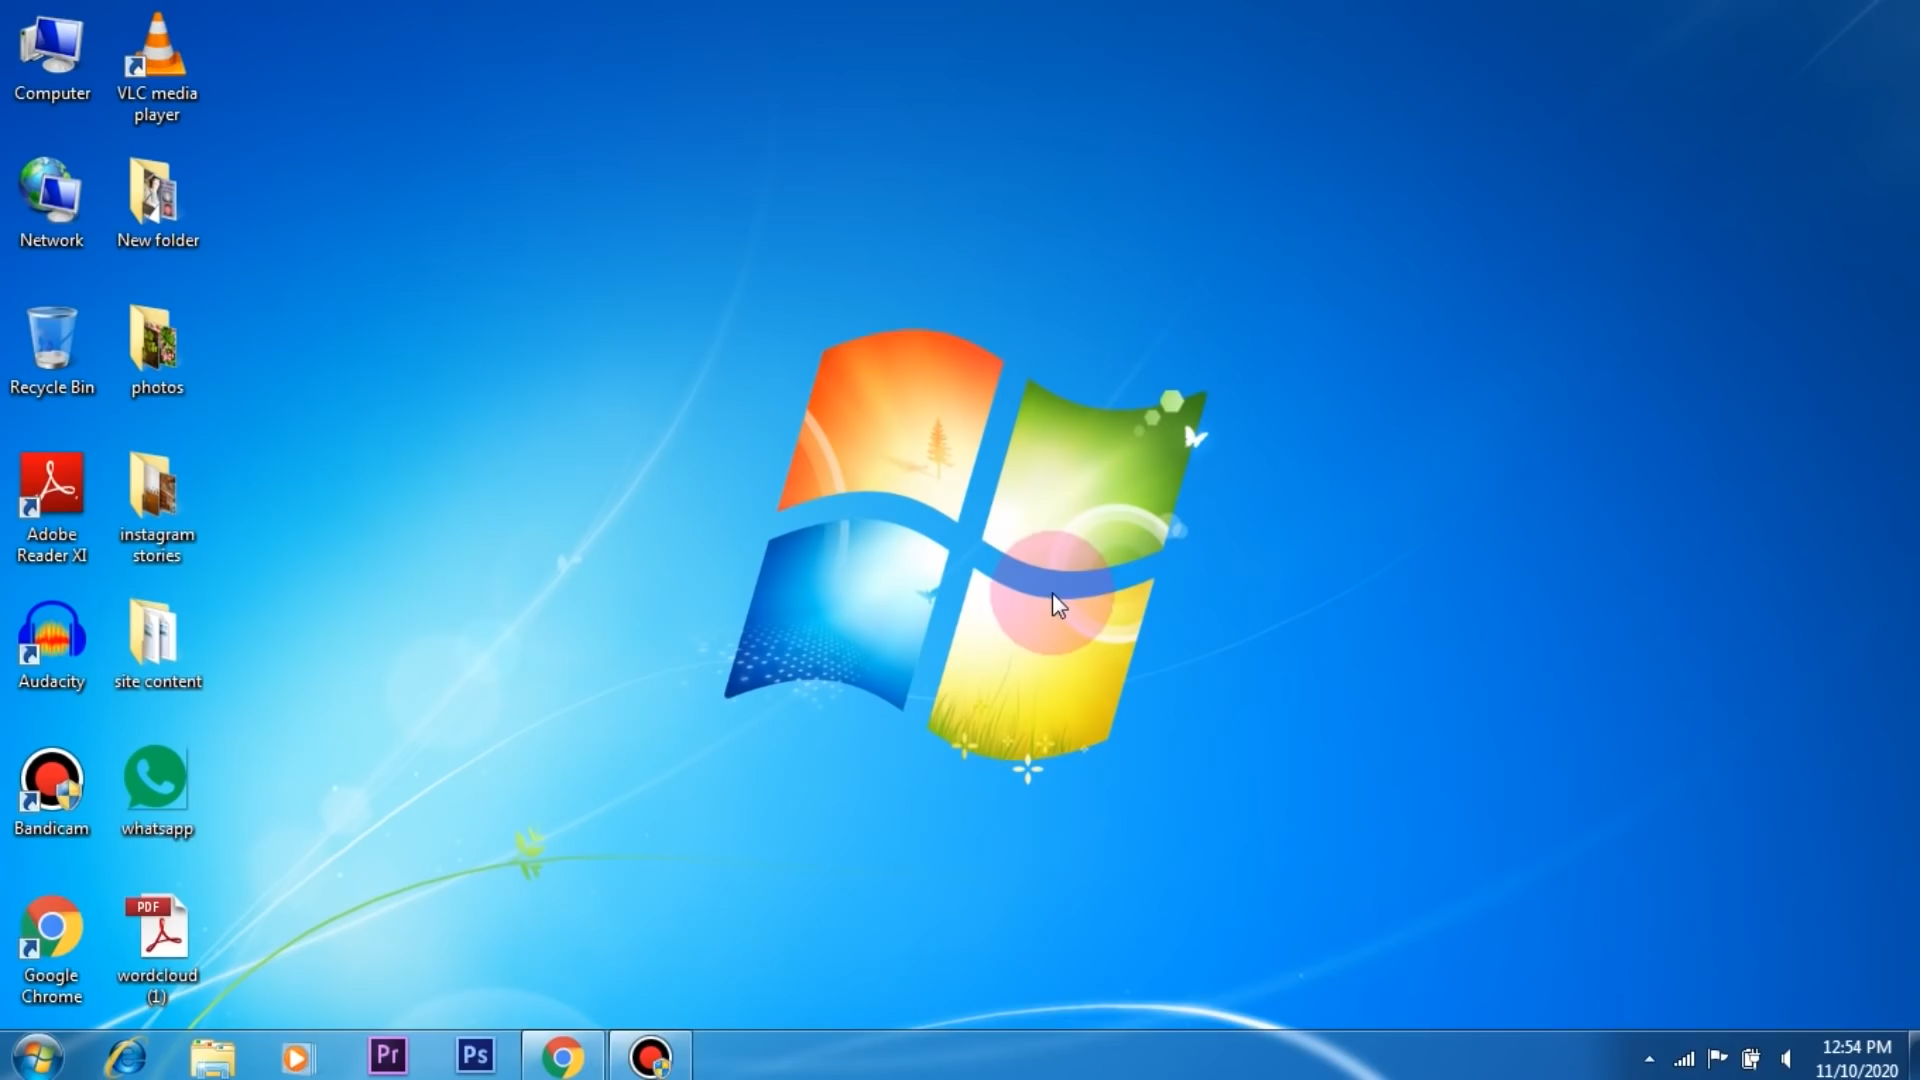 Computer
VLC media
player
Network
New folder
Recycle Bin
photos
Adobe
Reader XI
instagram
stories
Audacity
site content
Bandicam
whatsapp
Google
Chrome
PDF
wordcloud
(1)
Pr
Ps
12:54 PM
11/10/2020